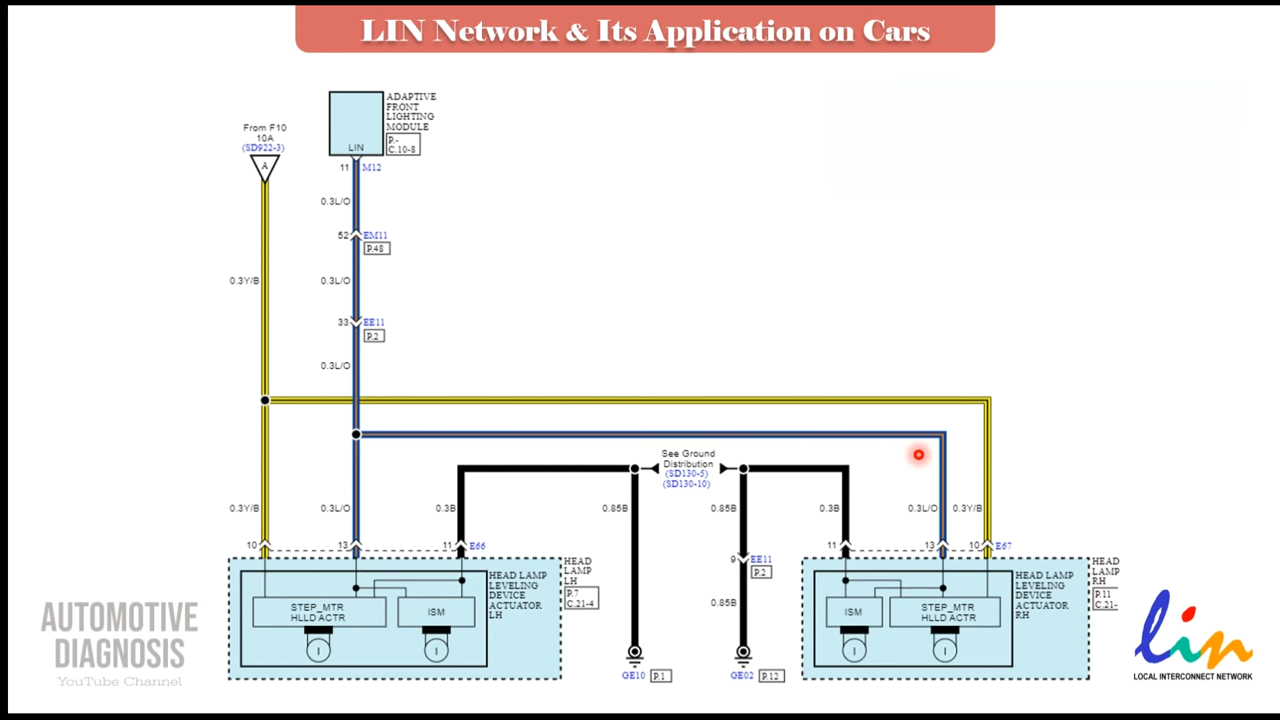 LIN Network & Its Application on Cars
From F10
10A
(SD922-3)
A
ADAPTIVE
FRONT
LIGHTING
MODULE
P.-
C.10-8
LIN
11 M12
0.3L/O
52 EM11
P.48
0.3Y/B 0.3L/O
33 EE11
P.2
0.3L/O
See Ground
Distribution
(SD130-5)
(SD130-10)
0.3Y/B 0.3L/O 0.3B 0.85B 0.85B 0.3B 0.3L/O 0.3Y/B
10 13 11 E66 11 13 10 E67
9 EE11
P.2
0.85B
HEAD
LAMP
LH
P.7
C.21-4
HEAD LAMP
LEVELING
DEVICE
ACTUATOR
LH
STEP_MTR
HLLD ACTR
ISM
I I
GE10 P.1
GE02 P.12
ISM
STEP_MTR
HLLD ACTR
I I
HEAD LAMP
LEVELING
DEVICE
ACTUATOR
RH
HEAD
LAMP
RH
P.11
C.21-
AUTOMOTIVE
DIAGNOSIS
YouTube Channel
lin
LOCAL INTERCONNECT NETWORK